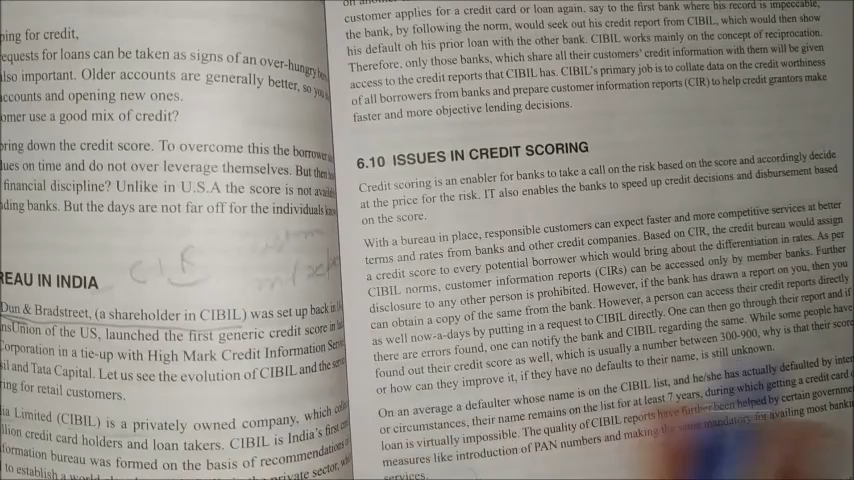 ping for credit,
equests for loans can be taken as signs of an over-hungry
lso important. Older accounts are generally better, so you
accounts and opening new ones.
omer use a good mix of credit?
ring down the credit score. To overcome this the borrower
lues on time and do not over leverage themselves. But then
financial discipline? Unlike in U.S.A the score is not
ding banks. But the days are not far off for the individuals
CIR
REAU IN INDIA
Dun & Bradstreet, (a shareholder in CIBIL) was set up back in
nsUnion of the US, launched the first generic credit score in
Corporation in a tie-up with High Mark Credit Information
sil and Tata Capital. Let us see the evolution of CIBIL and the
ring for retail customers.
ia Limited (CIBIL) is a privately owned company, which
llion credit card holders and loan takers. CIBIL is India's first
formation bureau was formed on the basis of recommendations
to establish a private sector,
customer applies for a credit card or loan again, say to the first bank where his record is impeccable,
the bank, by following the norm, would seek out his credit report from CIBIL, which would then show
his default oh his prior loan with the other bank. CIBIL works mainly on the concept of reciprocation.
Therefore, only those banks, which share all their customers' credit information with them will be given
access to the credit reports that CIBIL has. CIBIL's primary job is to collate data on the credit worthiness
of all borrowers from banks and prepare customer information reports (CIR) to help credit grantors make
faster and more objective lending decisions.
6.10 ISSUES IN CREDIT SCORING
Credit scoring is an enabler for banks to take a call on the risk based on the score and accordingly decide
at the price for the risk. IT also enables the banks to speed up credit decisions and disbursement based
on the score.
With a bureau in place, responsible customers can expect faster and more competitive services at better
terms and rates from banks and other credit companies. Based on CIR, the credit bureau would assign
a credit score to every potential borrower which would bring about the differentiation in rates. As per
CIBIL norms, customer information reports (CIRs) can be accessed only by member banks. Further
disclosure to any other person is prohibited. However, if the bank has drawn a report on you, then you
can obtain a copy of the same from the bank. However, a person can access their credit reports directly
as well now-a-days by putting in a request to CIBIL directly. One can then go through their report and if
there are errors found, one can notify the bank and CIBIL regarding the same. While some people have
found out their credit score as well, which is usually a number between 300-900, why is that their score
or how can they improve it, if they have no defaults to their name, is still unknown.
On an average a defaulter whose name is on the CIBIL list, and he/she has actually defaulted by
or circumstances, their name remains on the list for at least 7 years, during which getting a credit card
loan is virtually impossible. The quality of CIBIL reports have further been helped by certain
measures like introduction of PAN numbers and making the same mandatory for availing most
services.